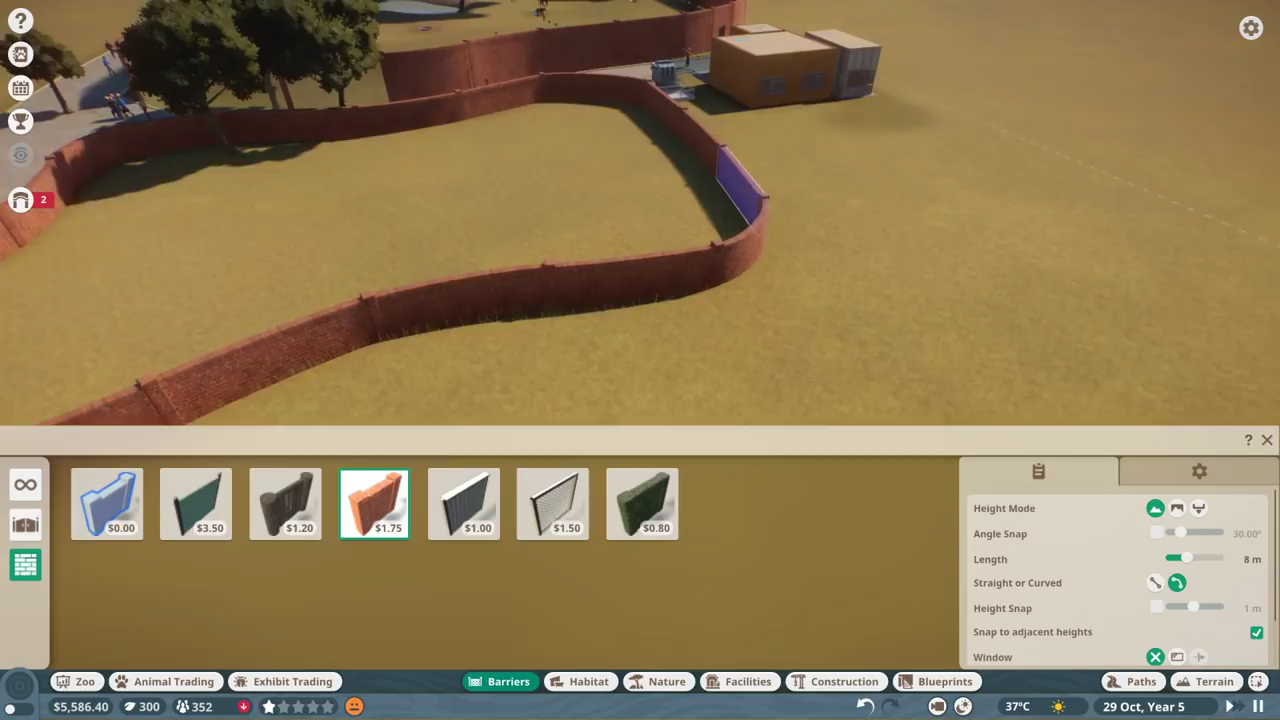 ?
2
? ×
$0.00 $3.50 $1.20 $1.75 $1.00 $1.50 $0.80
Height Mode
Angle Snap 30.00°
Length 8 m
Straight or Curved
Height Snap 1 m
Snap to adjacent heights
Window
Zoo Animal Trading Exhibit Trading Barriers Habitat Nature Facilities Construction Blueprints Paths Terrain
$5,586.40 300 352 37°C 29 Oct, Year 5